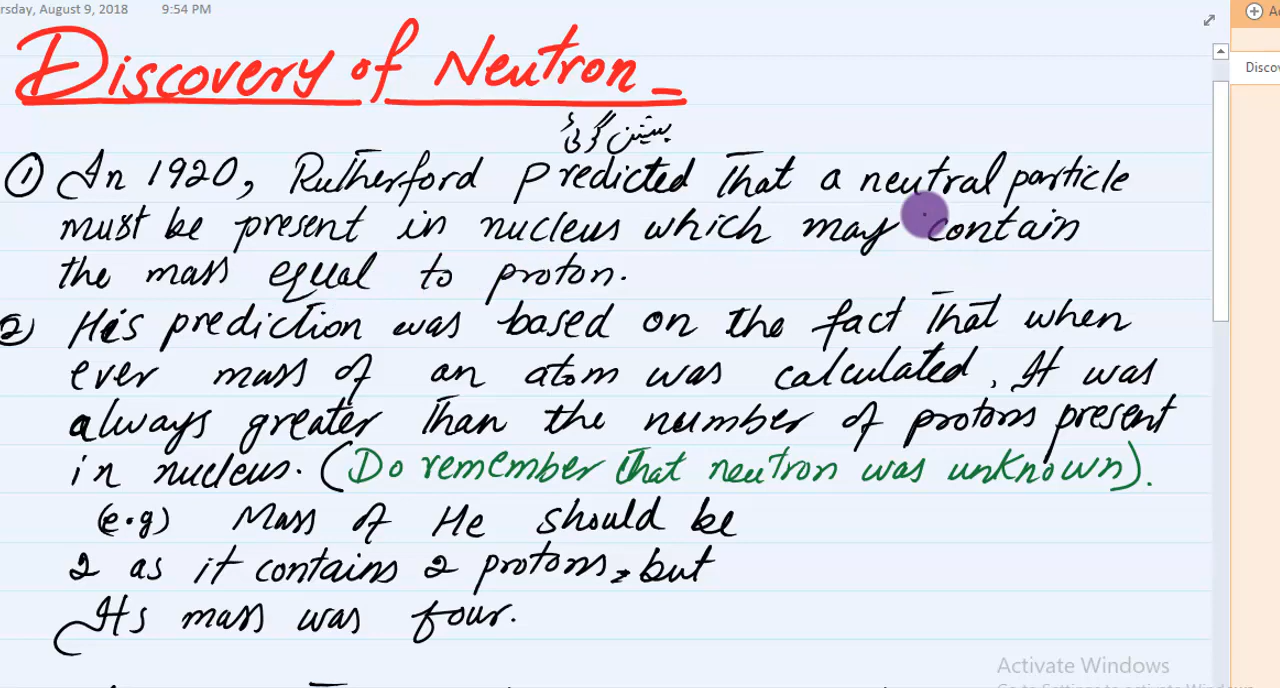 rsday, August 9, 2018 9:54 PM
Discovery of Neutron
پیشن گوئی
① In 1920, Rutherford predicted that a neutral particle
must be present in nucleus which may contain
the mass equal to proton.
2) His prediction was based on the fact that when
ever mass of an atom was calculated. It was
always greater than the number of protons present
in nucleus. (Do remember that neutron was unknown).
(e.g) Mass of He should be
2 as it contains 2 protons, but
Its mass was four.
Discov
Activate Windows